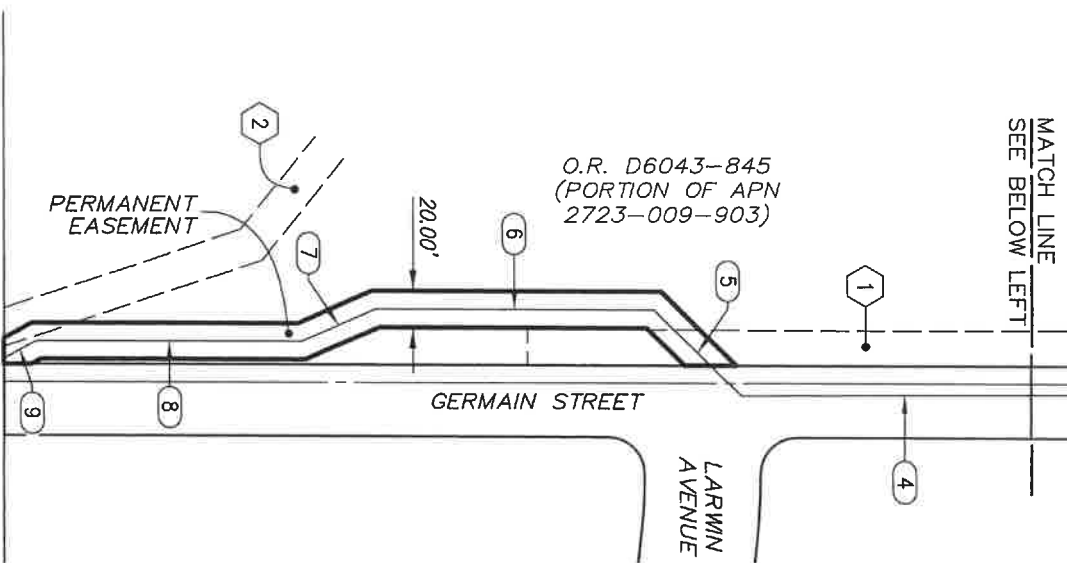 MATCH LINE
SEE BELOW LEFT
O.R. D6043-845
(PORTION OF APN
2723-009-903)
1
2
PERMANENT
EASEMENT
20.00'
6
7
5
8
9
4
GERMAIN STREET
LARWIN
AVENUE